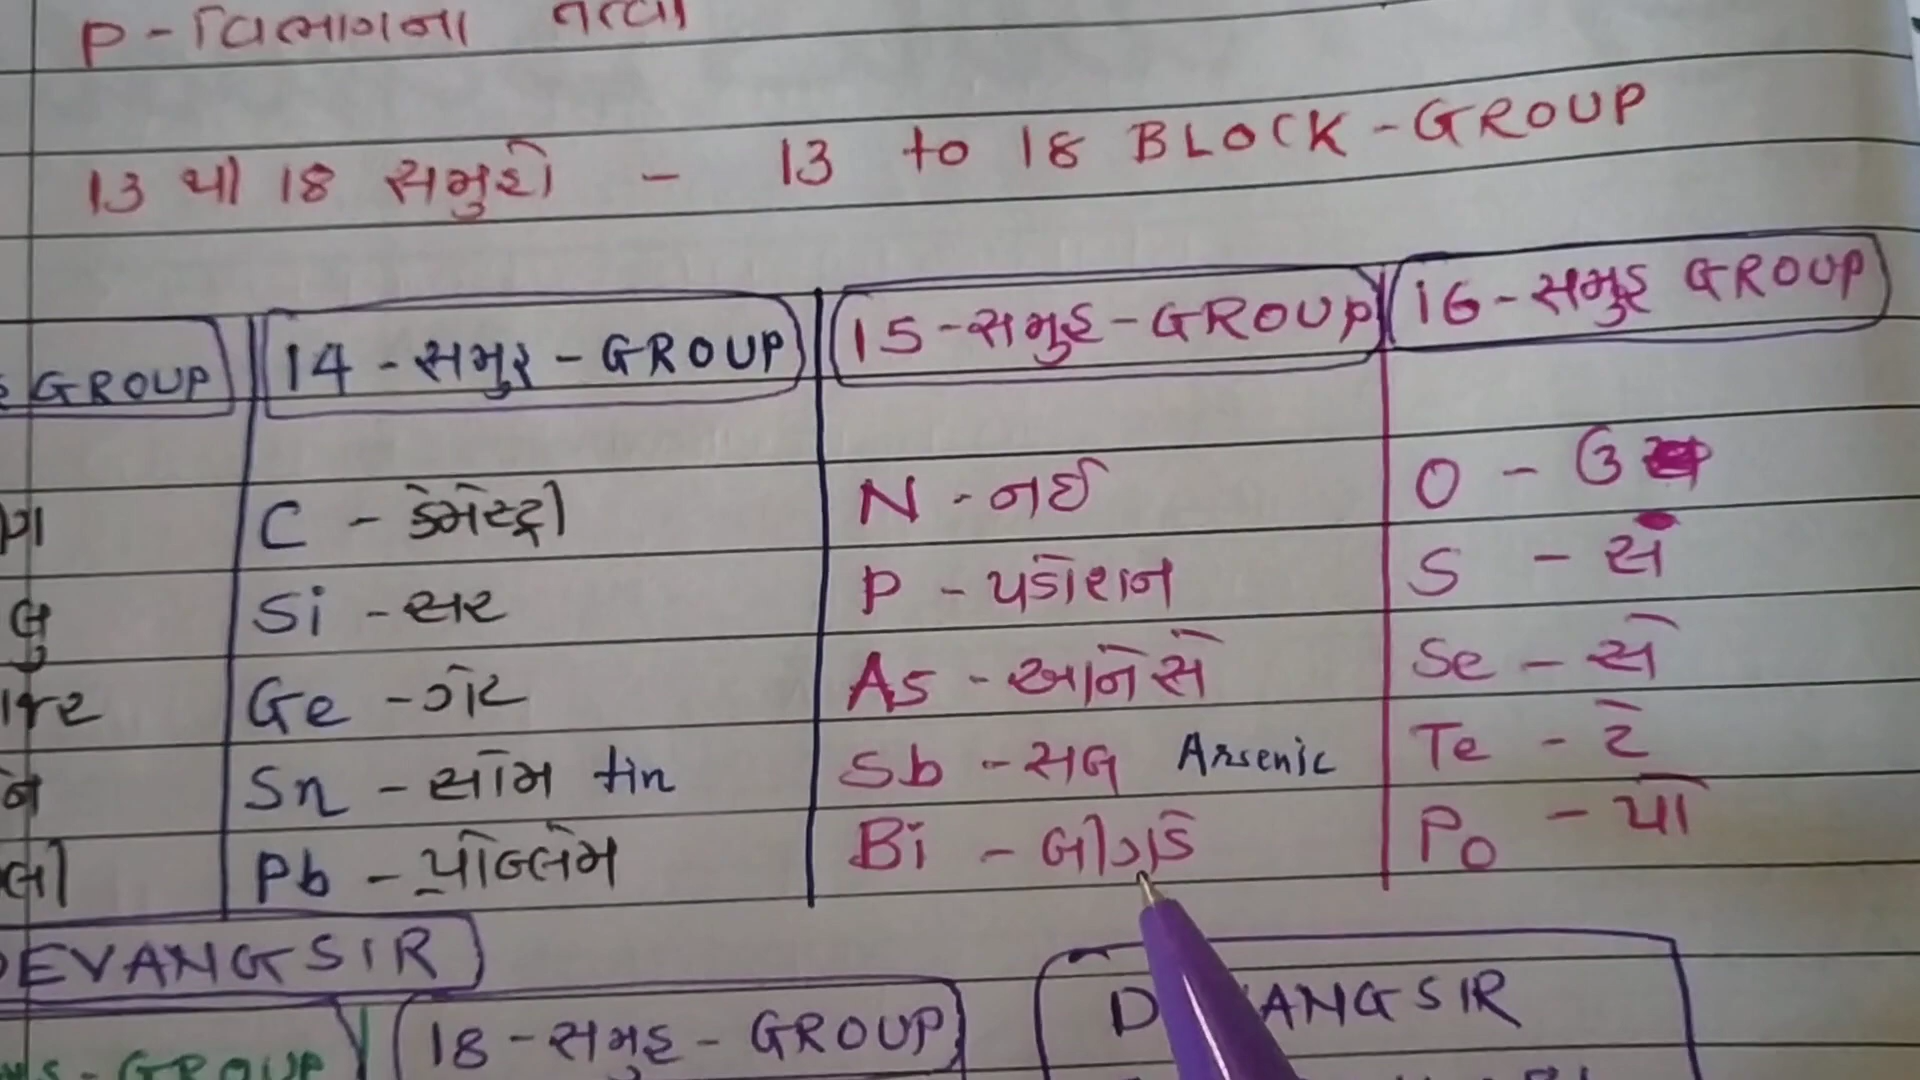 P-વિભાગના તત્વો
13 થી 18 સમુહો - 13 to 18 BLOCK-GROUP
GROUP 14-સમુહ-GROUP 15-સમુહ-GROUP 16-સમુહ GROUP
C - કેમેસ્ટ્રી N - નઈ O - ઉ
લુ Si - સર P - પડોશન S - સ
Ge - ગેટ As - આનેસે Se - સે
ને Sn - સોમ tin Sb - સબ Arsenic Te - ટે
Pb - પ્રોબ્લેમ Bi - બીગડે Po - પો
DEVANGSIR
18-સમુહ-GROUP
GROUP